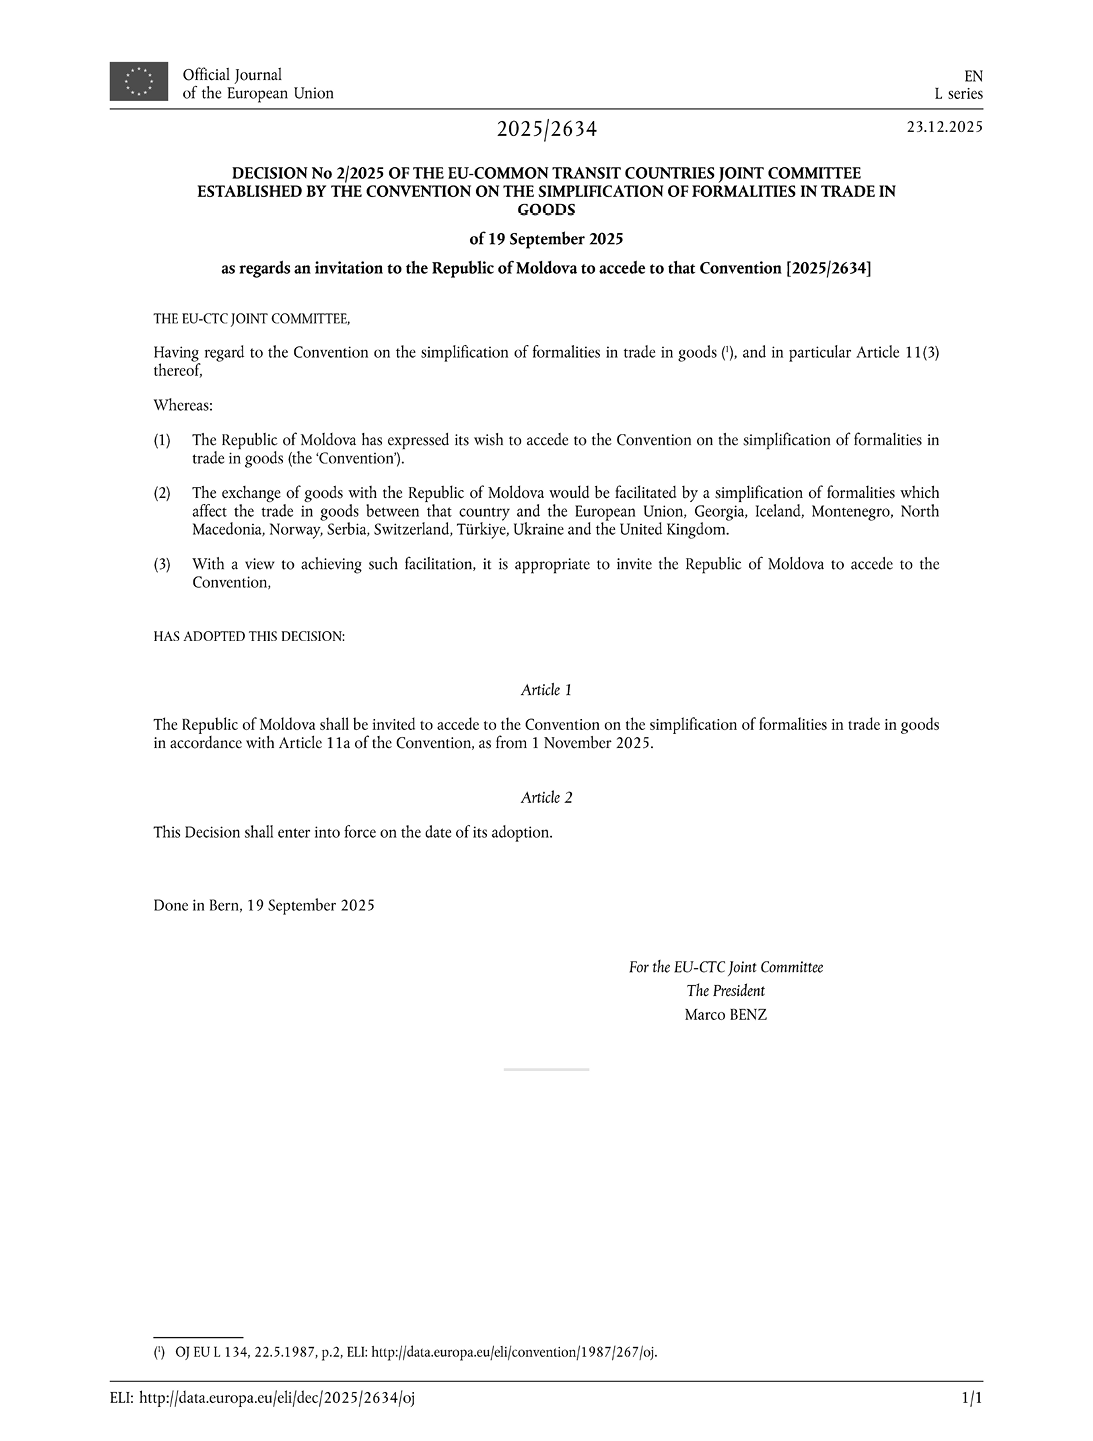 Official Journal
of the European Union
EN
L series
2025/2634
23.12.2025
DECISION No 2/2025 OF THE EU-COMMON TRANSIT COUNTRIES JOINT COMMITTEE
ESTABLISHED BY THE CONVENTION ON THE SIMPLIFICATION OF FORMALITIES IN TRADE IN
GOODS
of 19 September 2025
as regards an invitation to the Republic of Moldova to accede to that Convention [2025/2634]
THE EU-CTC JOINT COMMITTEE,
Having regard to the Convention on the simplification of formalities in trade in goods (¹), and in particular Article 11(3)
thereof,
Whereas:
(1) The Republic of Moldova has expressed its wish to accede to the Convention on the simplification of formalities in
trade in goods (the ‘Convention’).
(2) The exchange of goods with the Republic of Moldova would be facilitated by a simplification of formalities which
affect the trade in goods between that country and the European Union, Georgia, Iceland, Montenegro, North
Macedonia, Norway, Serbia, Switzerland, Türkiye, Ukraine and the United Kingdom.
(3) With a view to achieving such facilitation, it is appropriate to invite the Republic of Moldova to accede to the
Convention,
HAS ADOPTED THIS DECISION:
Article 1
The Republic of Moldova shall be invited to accede to the Convention on the simplification of formalities in trade in goods
in accordance with Article 11a of the Convention, as from 1 November 2025.
Article 2
This Decision shall enter into force on the date of its adoption.
Done in Bern, 19 September 2025
For the EU-CTC Joint Committee
The President
Marco BENZ
(¹) OJ EU L 134, 22.5.1987, p.2, ELI: http://data.europa.eu/eli/convention/1987/267/oj.
ELI: http://data.europa.eu/eli/dec/2025/2634/oj
1/1